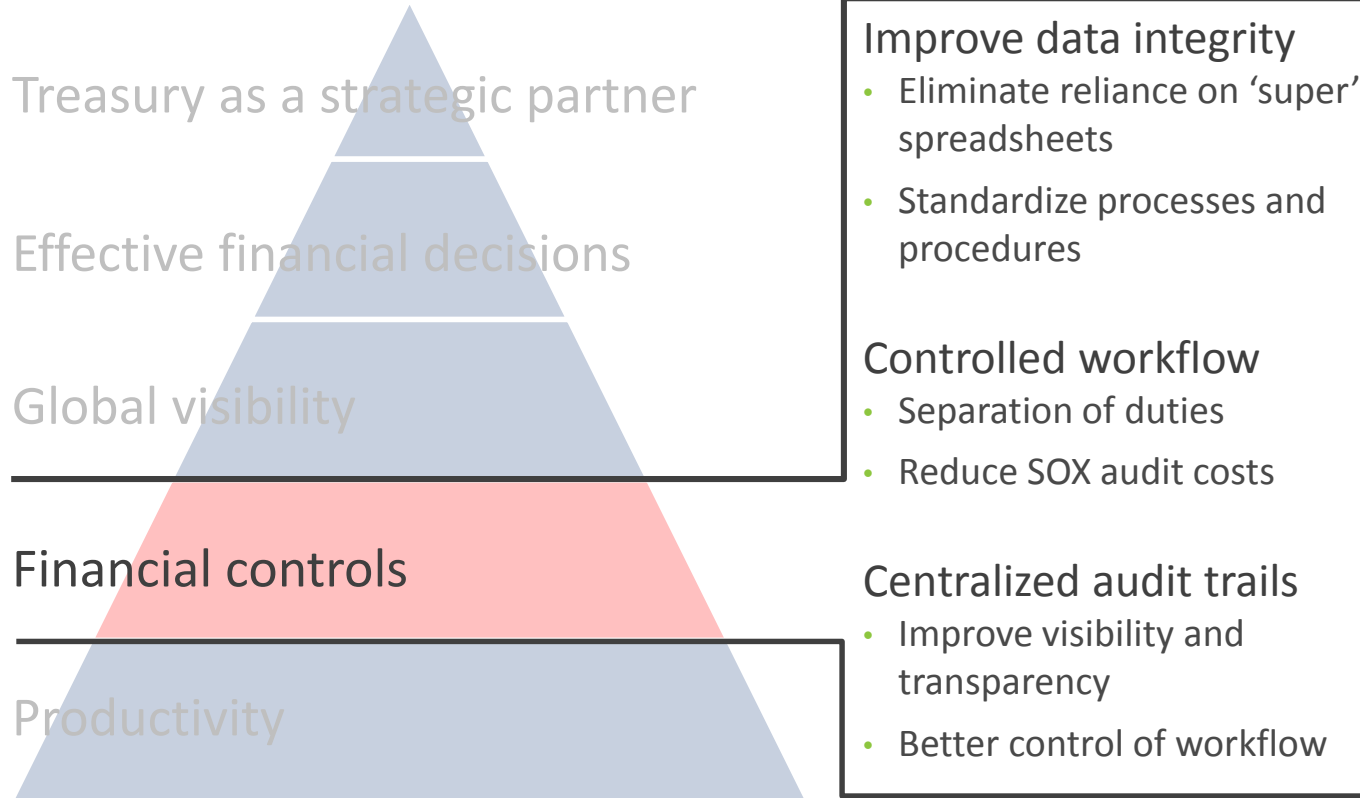 Treasury as a strategic partner
Effective financial decisions
Global visibility
Financial controls
Productivity
Improve data integrity
• Eliminate reliance on ‘super’
spreadsheets
• Standardize processes and
procedures
Controlled workflow
• Separation of duties
• Reduce SOX audit costs
Centralized audit trails
• Improve visibility and
transparency
• Better control of workflow